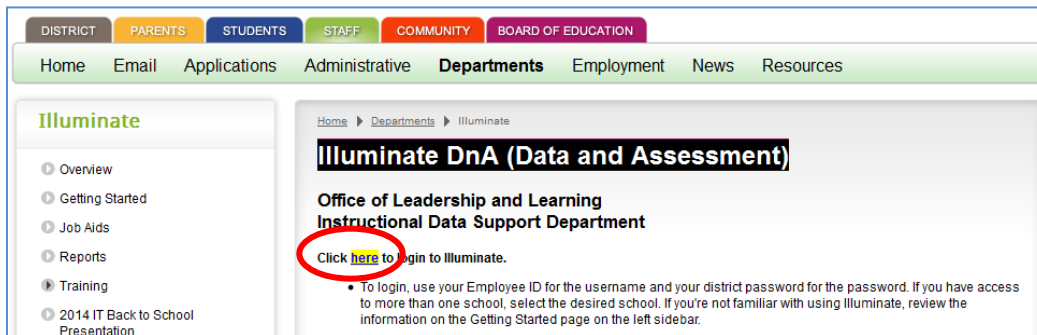 DISTRICT PARENTS STUDENTS STAFF COMMUNITY BOARD OF EDUCATION
Home Email Applications Administrative Departments Employment News Resources
Illuminate
Overview
Getting Started
Job Aids
Reports
Training
2014 IT Back to School
Presentation
Home Departments Illuminate
Illuminate DnA (Data and Assessment)
Office of Leadership and Learning
Instructional Data Support Department
Click here to login to Illuminate.
To login, use your Employee ID for the username and your district password for the password. If you have access
to more than one school, select the desired school. If you're not familiar with using Illuminate, review the
information on the Getting Started page on the left sidebar.